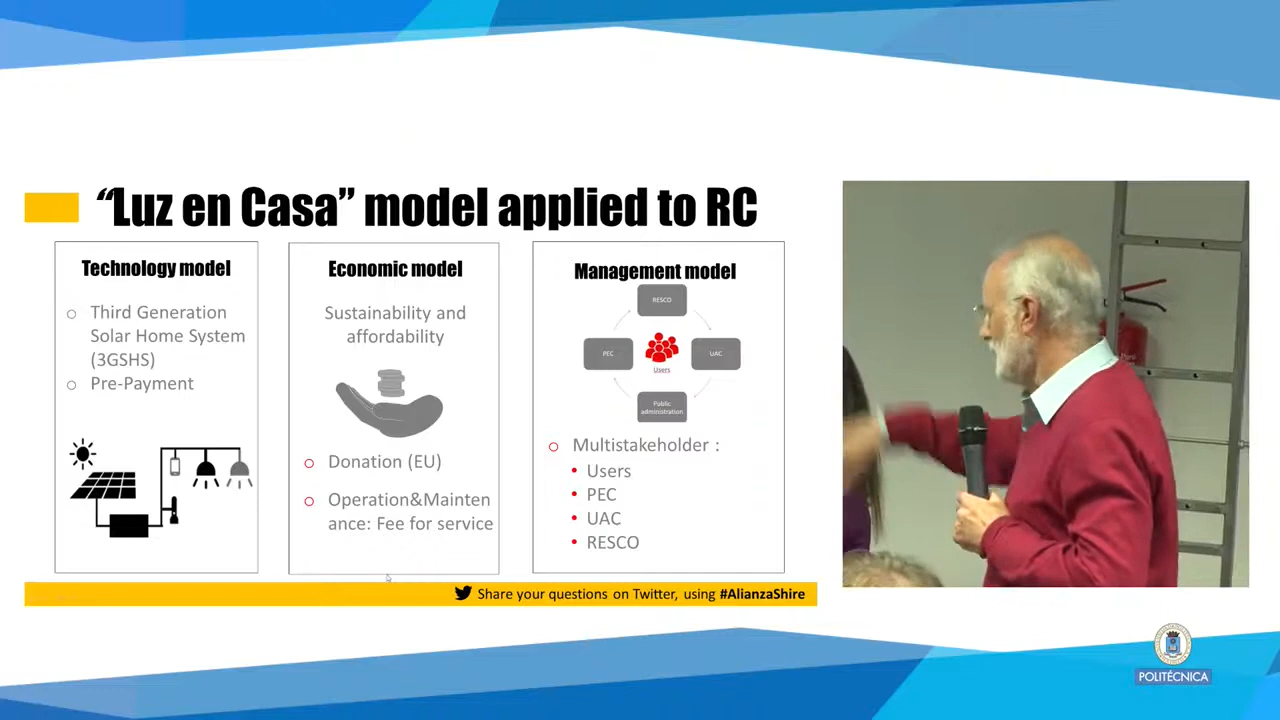 “Luz en Casa” model applied to RC
Technology model
○ Third Generation
Solar Home System
(3GSHS)
○ Pre-Payment
Economic model
Sustainability and
affordability
○ Donation (EU)
○ Operation&Mainten
ance: Fee for service
Management model
RESCO
PEC
Users
UAC
Public
administration
○ Multistakeholder :
• Users
• PEC
• UAC
• RESCO
Share your questions on Twitter, using #AlianzaShire
POLITÉCNICA